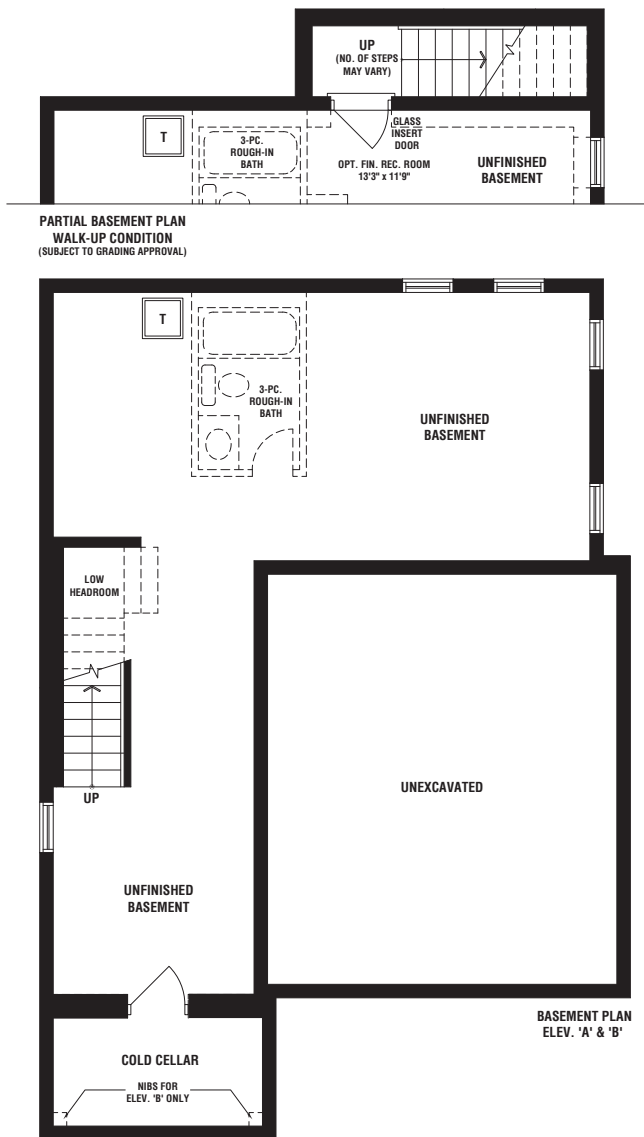 UP
(NO. OF STEPS
MAY VARY)
T
3-PC.
ROUGH-IN
BATH
GLASS
INSERT
DOOR
OPT. FIN. REC. ROOM
13'3" x 11'9"
UNFINISHED
BASEMENT
PARTIAL BASEMENT PLAN
WALK-UP CONDITION
(SUBJECT TO GRADING APPROVAL)
T
3-PC.
ROUGH-IN
BATH
UNFINISHED
BASEMENT
LOW
HEADROOM
UP
UNEXCAVATED
UNFINISHED
BASEMENT
BASEMENT PLAN
ELEV. 'A' & 'B'
COLD CELLAR
NIBS FOR
ELEV. 'B' ONLY